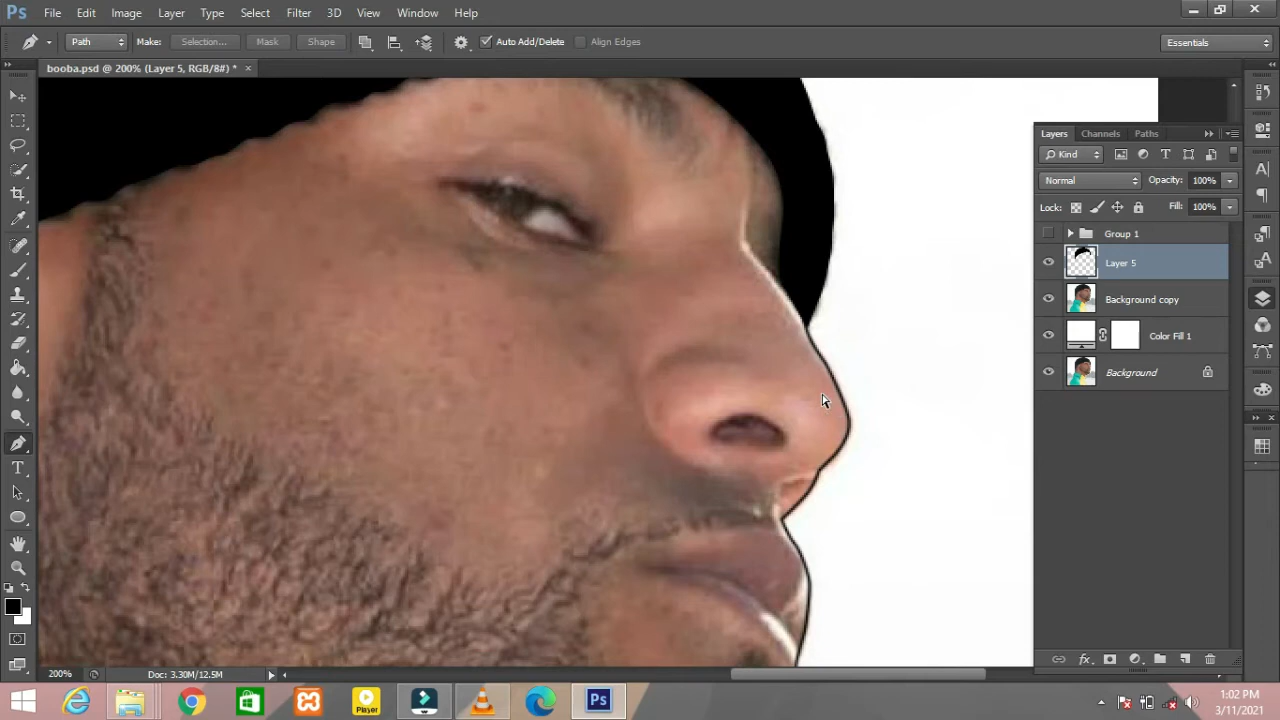 Ps File Edit Image Layer Type Select Filter 3D View Window Help
Path Make: Selection... Mask Shape Auto Add/Delete Align Edges Essentials
booba.psd @ 200% (Layer 5, RGB/8#) * ×
Layers Channels Paths
Kind
Normal Opacity: 100%
Lock: Fill: 100%
Group 1
Layer 5
Background copy
Color Fill 1
Background
200% Doc: 3.30M/12.5M
Player
Ps
1:02 PM
3/11/2021